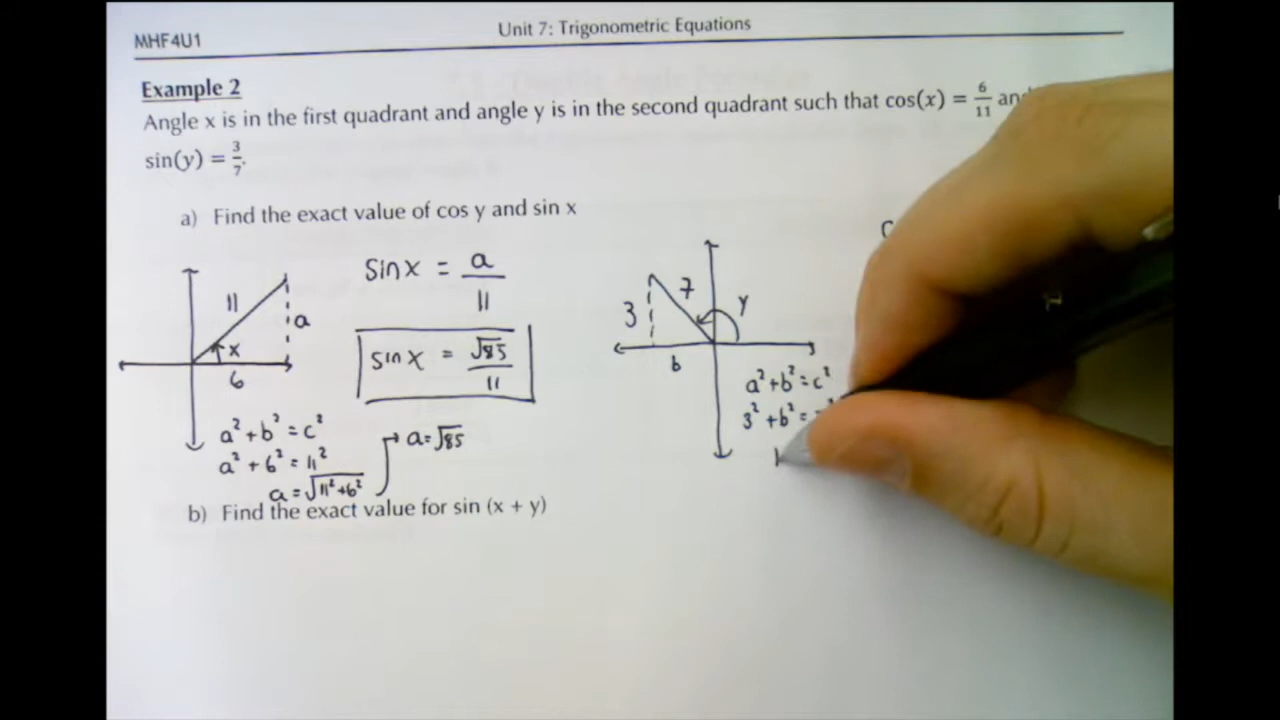 MHF4U1
Unit 7: Trigonometric Equations
Example 2
Angle x is in the first quadrant and angle y is in the second quadrant such that cos(x) = 6/11 and
sin(y) = 3/7.
a) Find the exact value of cos y and sin x
11
a
x
6
sin x = a/11
sin x = √85/11
a² + b² = c²
a² + 6² = 11²
a = √11² + 6²
a = √85
3
7
y
b
a² + b² = c²
3² + b² =
b) Find the exact value for sin (x + y)